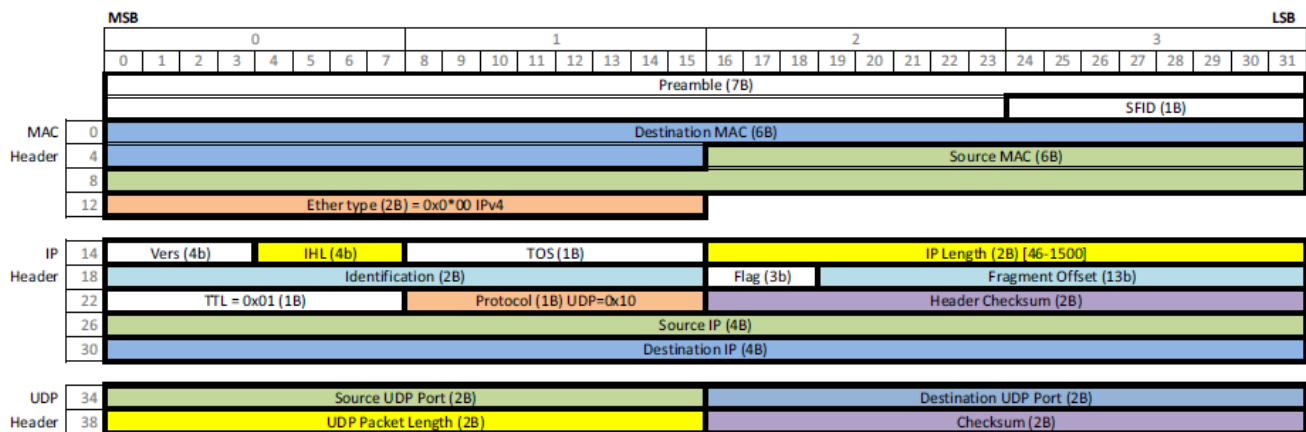 MSB LSB
0 1 2 3
0 1 2 3 4 5 6 7 8 9 10 11 12 13 14 15 16 17 18 19 20 21 22 23 24 25 26 27 28 29 30 31
Preamble (7B)
SFID (1B)
MAC 0 Destination MAC (6B)
Header 4 Source MAC (6B)
8
12 Ether type (2B) = 0x0*00 IPv4
IP 14 Vers (4b) IHL (4b) TOS (1B) IP Length (2B) [46-1500]
Header 18 Identification (2B) Flag (3b) Fragment Offset (13b)
22 TTL = 0x01 (1B) Protocol (1B) UDP=0x10 Header Checksum (2B)
26 Source IP (4B)
30 Destination IP (4B)
UDP 34 Source UDP Port (2B) Destination UDP Port (2B)
Header 38 UDP Packet Length (2B) Checksum (2B)